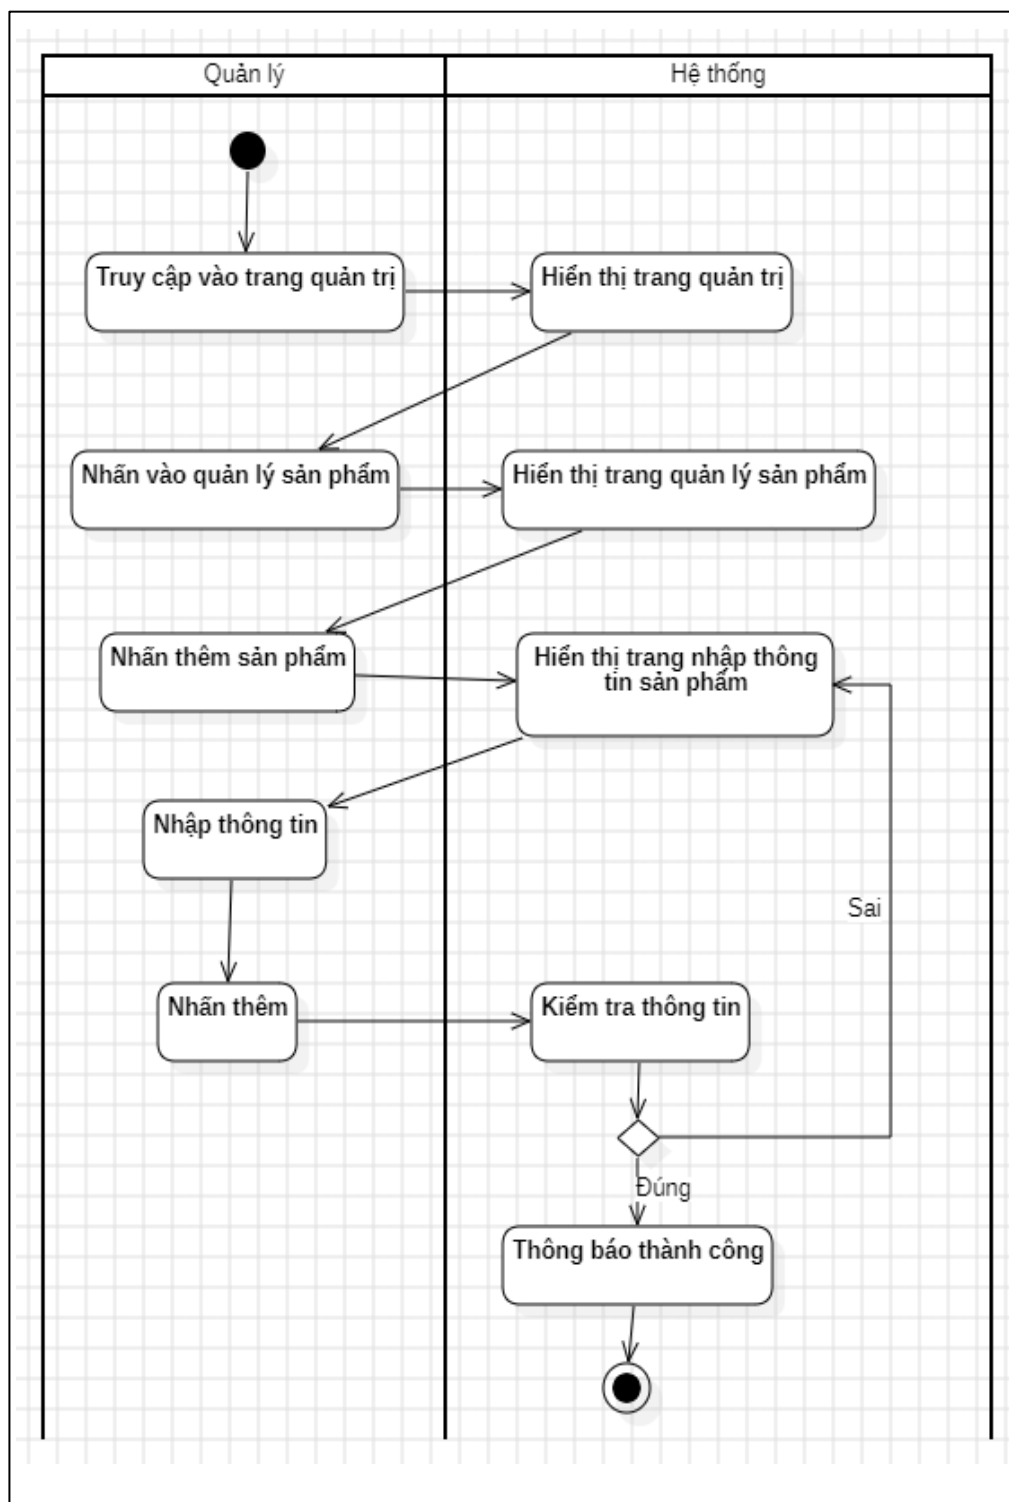 Quản lý
Hệ thống
Truy cập vào trang quản trị
Hiển thị trang quản trị
Nhấn vào quản lý sản phẩm
Hiển thị trang quản lý sản phẩm
Nhấn thêm sản phẩm
Hiển thị trang nhập thông
tin sản phẩm
Nhập thông tin
Sai
Nhấn thêm
Kiểm tra thông tin
Đúng
Thông báo thành công